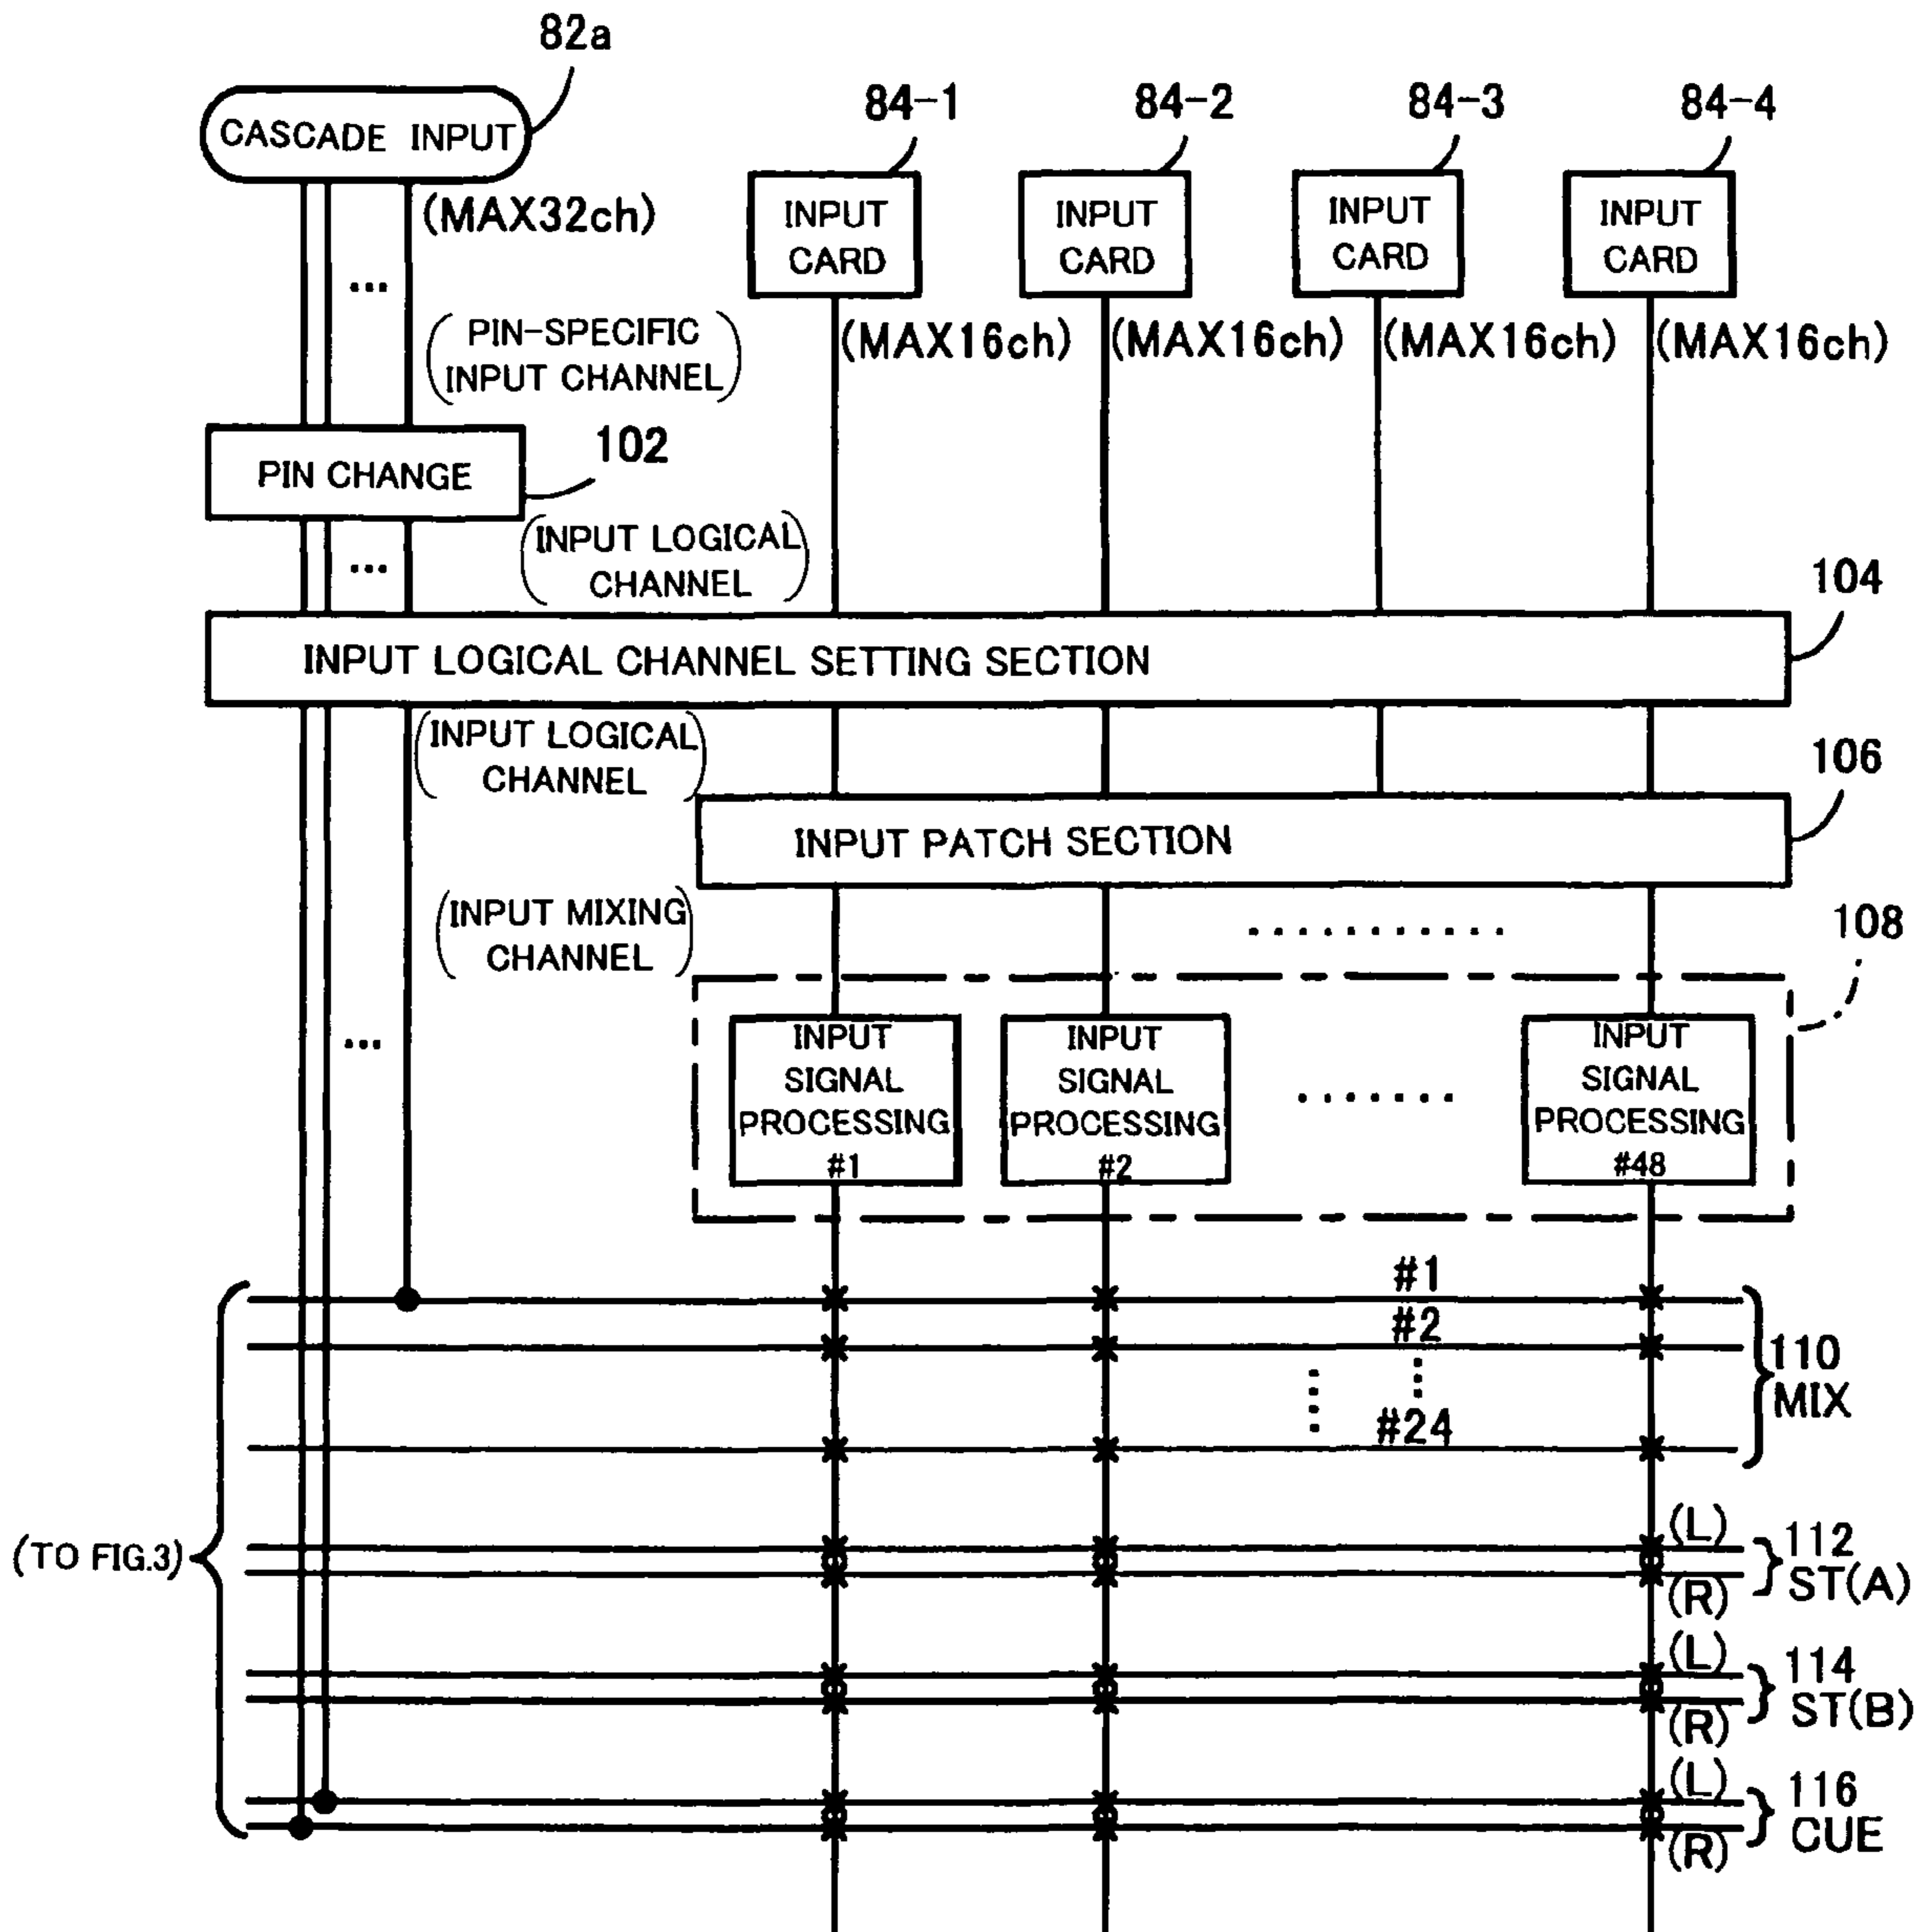 82a
84-1
84-2
84-3
84-4
CASCADE INPUT
(MAX32ch)
INPUT
CARD
INPUT
CARD
INPUT
CARD
INPUT
CARD
...
(PIN-SPECIFIC
INPUT CHANNEL)
(MAX16ch)
(MAX16ch)
(MAX16ch)
(MAX16ch)
PIN CHANGE
102
...
(INPUT LOGICAL
CHANNEL)
104
INPUT LOGICAL CHANNEL SETTING SECTION
(INPUT LOGICAL
CHANNEL)
106
INPUT PATCH SECTION
(INPUT MIXING
CHANNEL)
...........
108
...
INPUT
SIGNAL
PROCESSING
#1
INPUT
SIGNAL
PROCESSING
#2
.......
INPUT
SIGNAL
PROCESSING
#48
#1
#2
#24
110
MIX
(TO FIG.3)
(L)
(R)
112
ST(A)
(L)
(R)
114
ST(B)
(L)
(R)
116
CUE